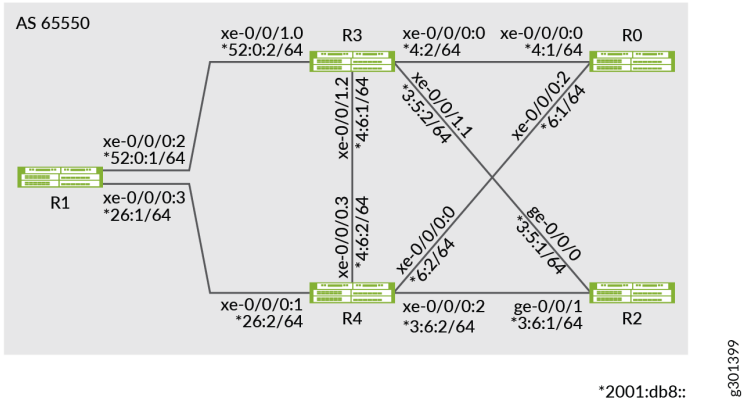 AS 65550
xe-0/0/1.0
*52:0:2/64
R3
xe-0/0/0:0
*4:2/64
xe-0/0/0:0
*4:1/64
R0
xe-0/0/1.2
*4:6:1/64
xe-0/0/1.1
*3:5:2/64
xe-0/0/0:2
*6:1/64
xe-0/0/0:2
*52:0:1/64
R1
xe-0/0/0:3
*26:1/64
xe-0/0/0.3
*4:6:2/64
xe-0/0/0:0
*6:2/64
ge-0/0/0
*3:5:1/64
xe-0/0/0:1
*26:2/64
R4
xe-0/0/0:2
*3:6:2/64
ge-0/0/1
*3:6:1/64
R2
*2001:db8::
g301399